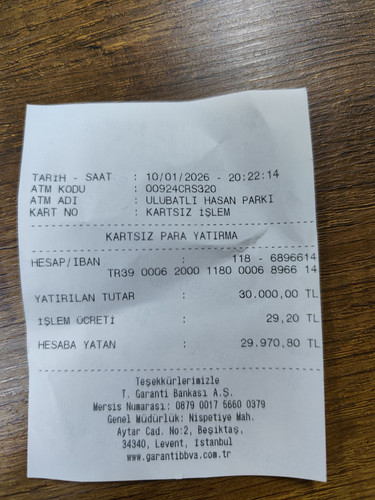 TARİH - SAAT : 10/01/2026 - 20:22:14
ATM KODU : 00924CRS320
ATM ADI : ULUBATLI HASAN PARKI
KART NO : KARTSIZ İŞLEM
KARTSIZ PARA YATIRMA
HESAP/IBAN : 118 - 6896614
TR39 0006 2000 1180 0006 8966 14
YATIRILAN TUTAR : 30.000,00 TL
İŞLEM ÜCRETİ : 29,20 TL
HESABA YATAN : 29.970,80 TL
Teşekkürlerimizle
T. Garanti Bankası A.Ş.
Mersis Numarası: 0879 0017 5660 0379
Genel Müdürlük: Nispetiye Mah.
Aytar Cad. No:2, Beşiktaş,
34340, Levent, İstanbul
www.garantibbva.com.tr